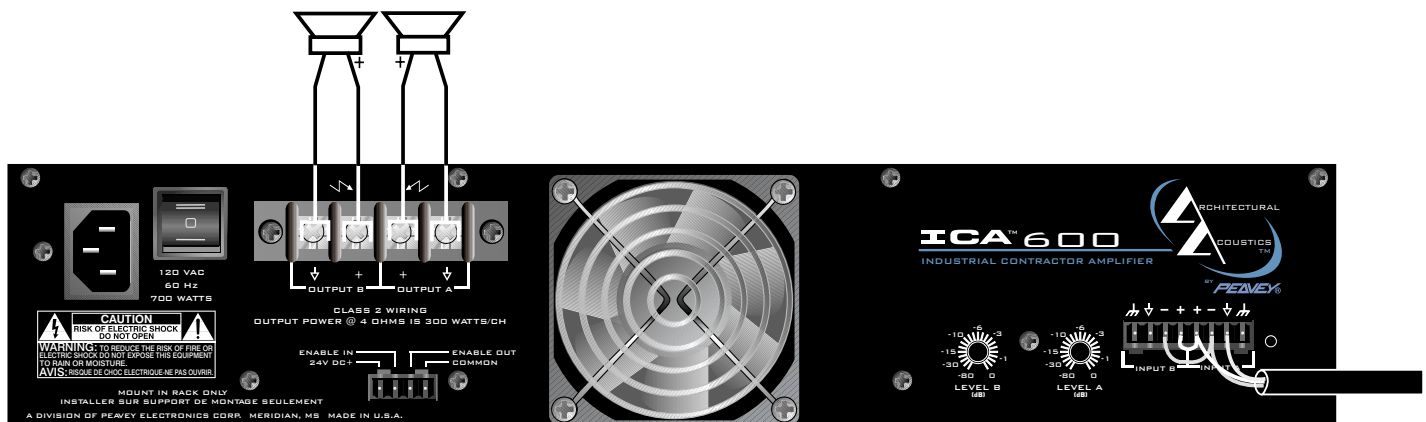 + +
120 VAC
60 Hz
700 WATTS
+ +
OUTPUT B OUTPUT A
CLASS 2 WIRING
OUTPUT POWER @ 4 OHMS IS 300 WATTS/CH
CAUTION
RISK OF ELECTRIC SHOCK
DO NOT OPEN
WARNING: TO REDUCE THE RISK OF FIRE OR
ELECTRIC SHOCK DO NOT EXPOSE THIS EQUIPMENT
TO RAIN OR MOISTURE.
AVIS: RISQUE DE CHOC ELECTRIQUE-NE PAS OUVRIR.
ENABLE IN
24V DC+
ENABLE OUT
COMMON
MOUNT IN RACK ONLY
INSTALLER SUR SUPPORT DE MONTAGE SEULEMENT
A DIVISION OF PEAVEY ELECTRONICS CORP. MERIDIAN, MS MADE IN U.S.A.
ICA™ 600
INDUSTRIAL CONTRACTOR AMPLIFIER
ARCHITECTURAL
ACOUSTICS
TM
BY PEAVEY®
-6
-10 -3
-15
-30 -1
-80 0
LEVEL B
(dB)
-6
-10 -3
-15
-30 -1
-80 0
LEVEL A
(dB)
− + + −
INPUT B